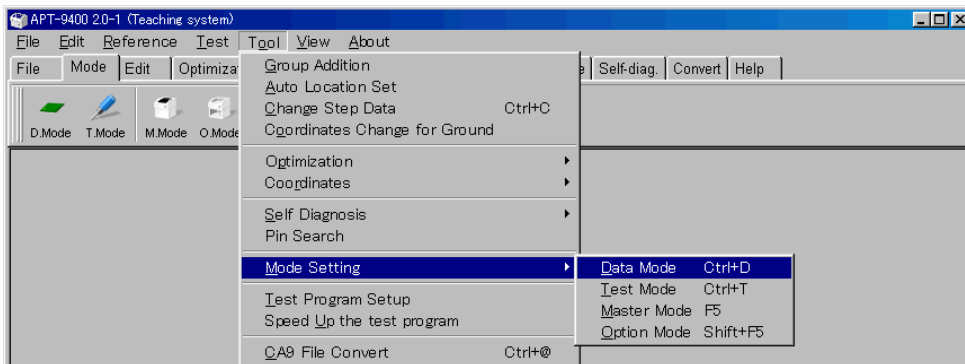 APT-9400 2.0-1 (Teaching system)
File Edit Reference Test Tool View About
File Mode Edit Self-diag. Convert Help
D.Mode T.Mode M.Mode O.Mode
Group Addition
Auto Location Set
Change Step Data Ctrl+C
Coordinates Change for Ground
Optimization
Coordinates
Self Diagnosis
Pin Search
Mode Setting
Data Mode Ctrl+D
Test Mode Ctrl+T
Master Mode F5
Option Mode Shift+F5
Test Program Setup
Speed Up the test program
CA9 File Convert Ctrl+@